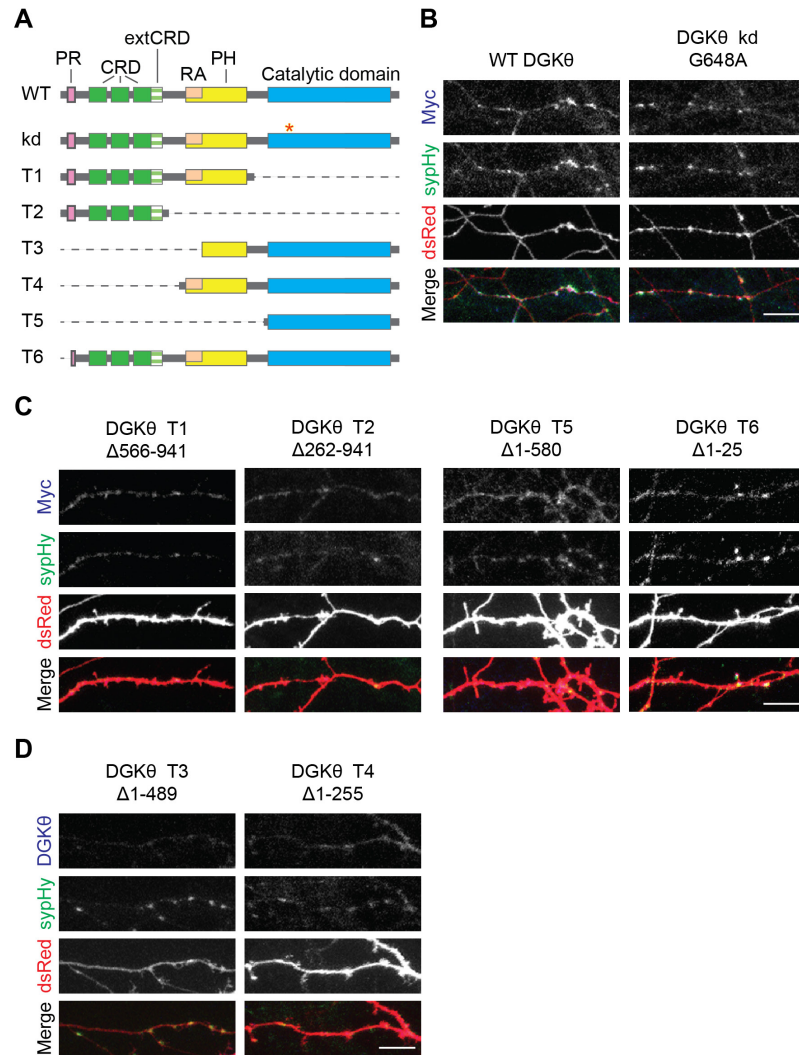 A
extCRD
PR
CRD
RA
PH
Catalytic domain
WT
kd
*
T1
T2
T3
T4
T5
T6
B
WT DGKθ
DGKθ kd
G648A
Myc
sypHy
dsRed
Merge
C
DGKθ T1
Δ566-941
DGKθ T2
Δ262-941
DGKθ T5
Δ1-580
DGKθ T6
Δ1-25
Myc
sypHy
dsRed
Merge
D
DGKθ T3
Δ1-489
DGKθ T4
Δ1-255
DGKθ
sypHy
dsRed
Merge